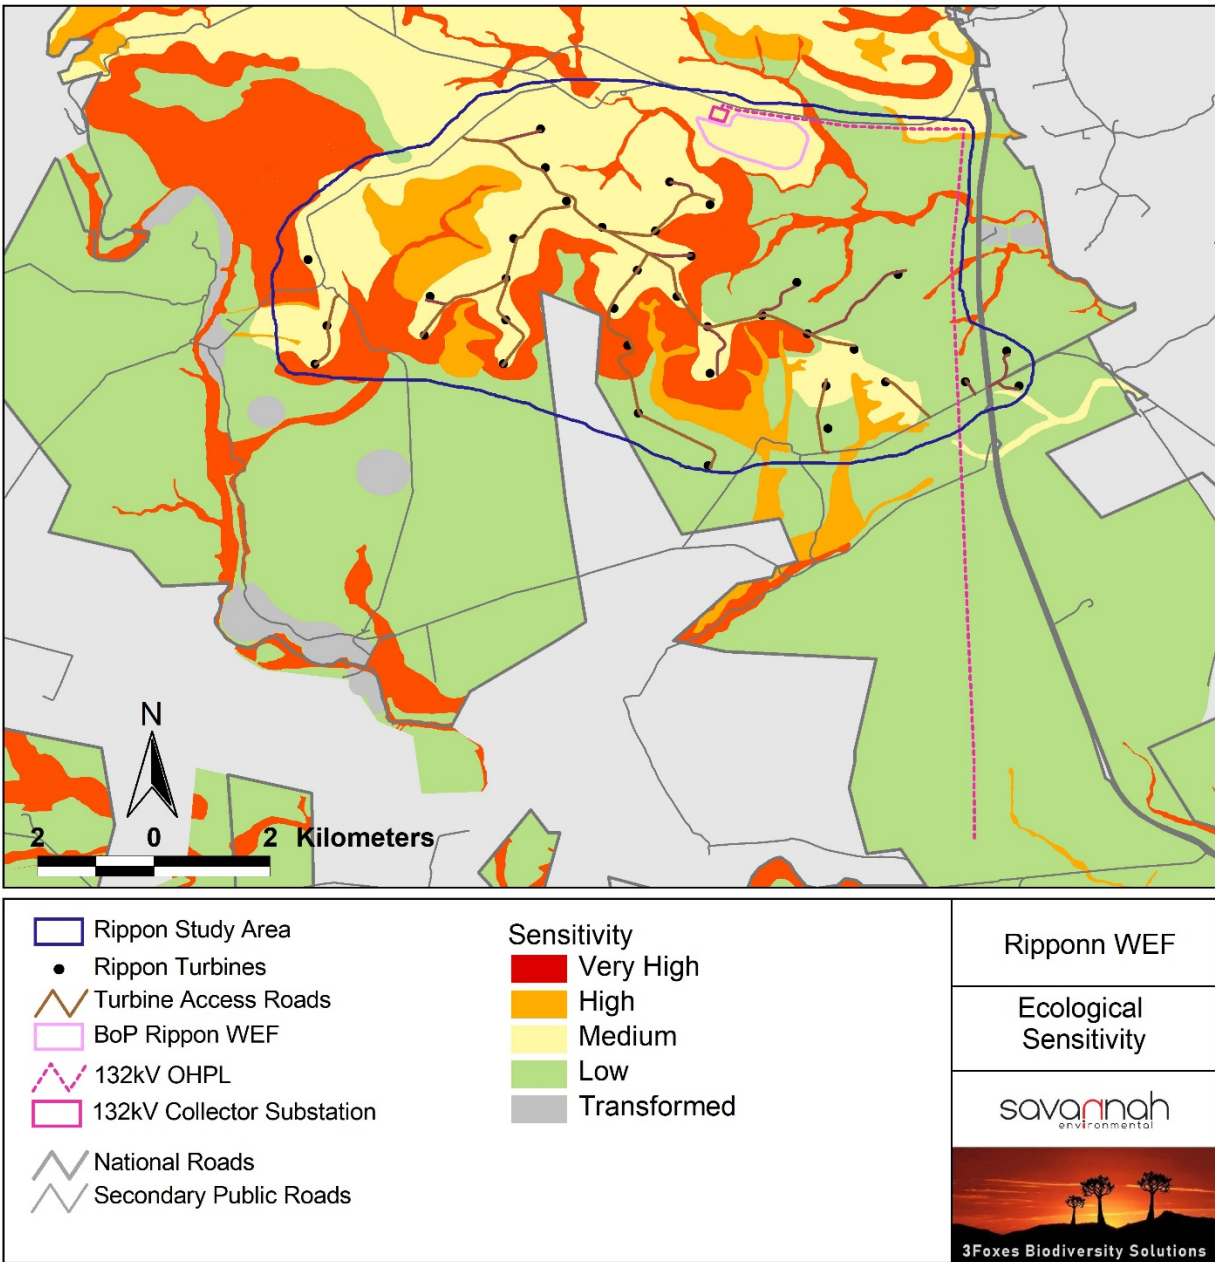 N
2 0 2 Kilometers
Rippon Study Area
Rippon Turbines
Turbine Access Roads
BoP Rippon WEF
132kV OHPL
132kV Collector Substation
National Roads
Secondary Public Roads
Sensitivity
Very High
High
Medium
Low
Transformed
Ripponn WEF
Ecological
Sensitivity
savannah
environmental
3Foxes Biodiversity Solutions